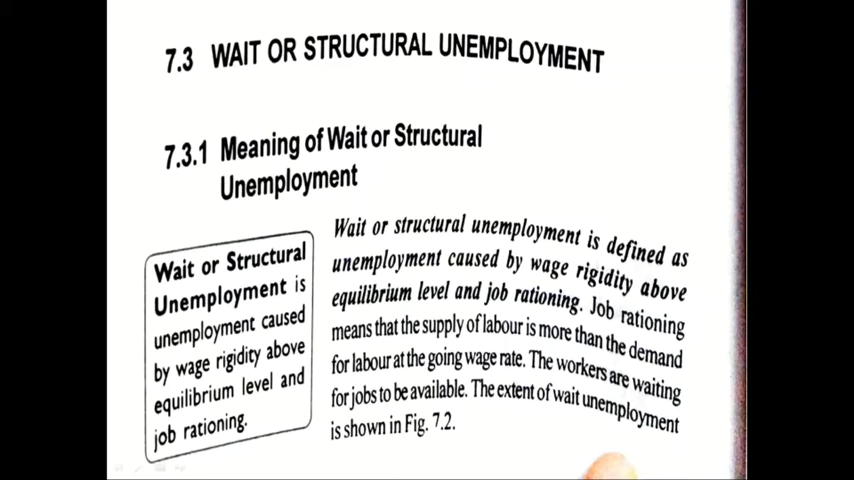 7.3 WAIT OR STRUCTURAL UNEMPLOYMENT
7.3.1 Meaning of Wait or Structural
Unemployment
Wait or Structural
Unemployment is
unemployment caused
by wage rigidity above
equilibrium level and
job rationing.
Wait or structural unemployment is defined as
unemployment caused by wage rigidity above
equilibrium level and job rationing. Job rationing
means that the supply of labour is more than the demand
for labour at the going wage rate. The workers are waiting
for jobs to be available. The extent of wait unemployment
is shown in Fig. 7.2.